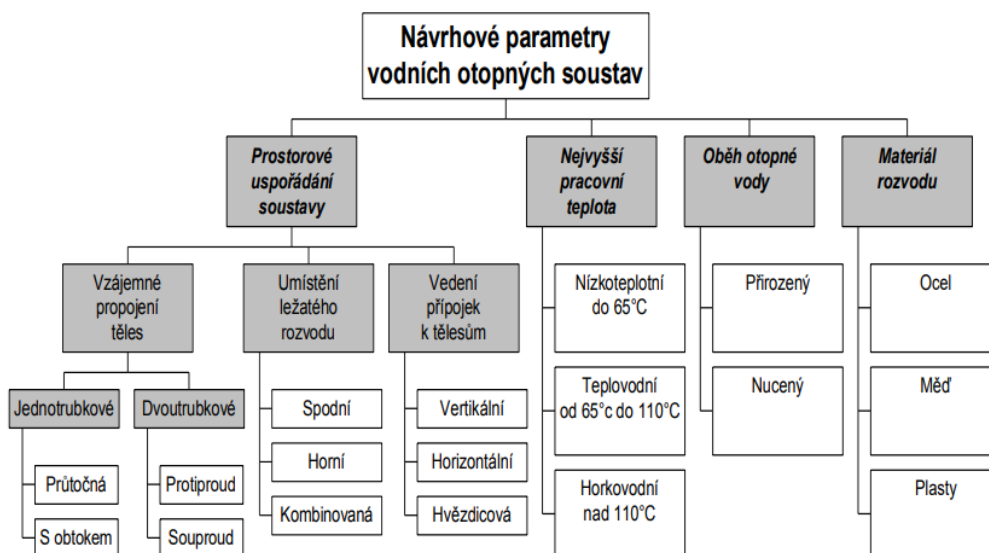 Návrhové parametry
vodních otopných soustav
Prostorové
uspořádání
soustavy
Nejvyšší
pracovní
teplota
Oběh otopné
vody
Materiál
rozvodu
Vzájemné
propojení
těles
Umístění
ležatého
rozvodu
Vedení
přípojek
k tělesům
Nízkoteplotní
do 65°C
Přirozený
Ocel
Jednotrubkové
Dvoutrubkové
Spodní
Vertikální
Teplovodní
od 65°c do 110°C
Nucený
Měď
Průtočná
Protiproud
Horní
Horizontální
S obtokem
Souproud
Kombinovaná
Hvězdicová
Horkovodní
nad 110°C
Plasty